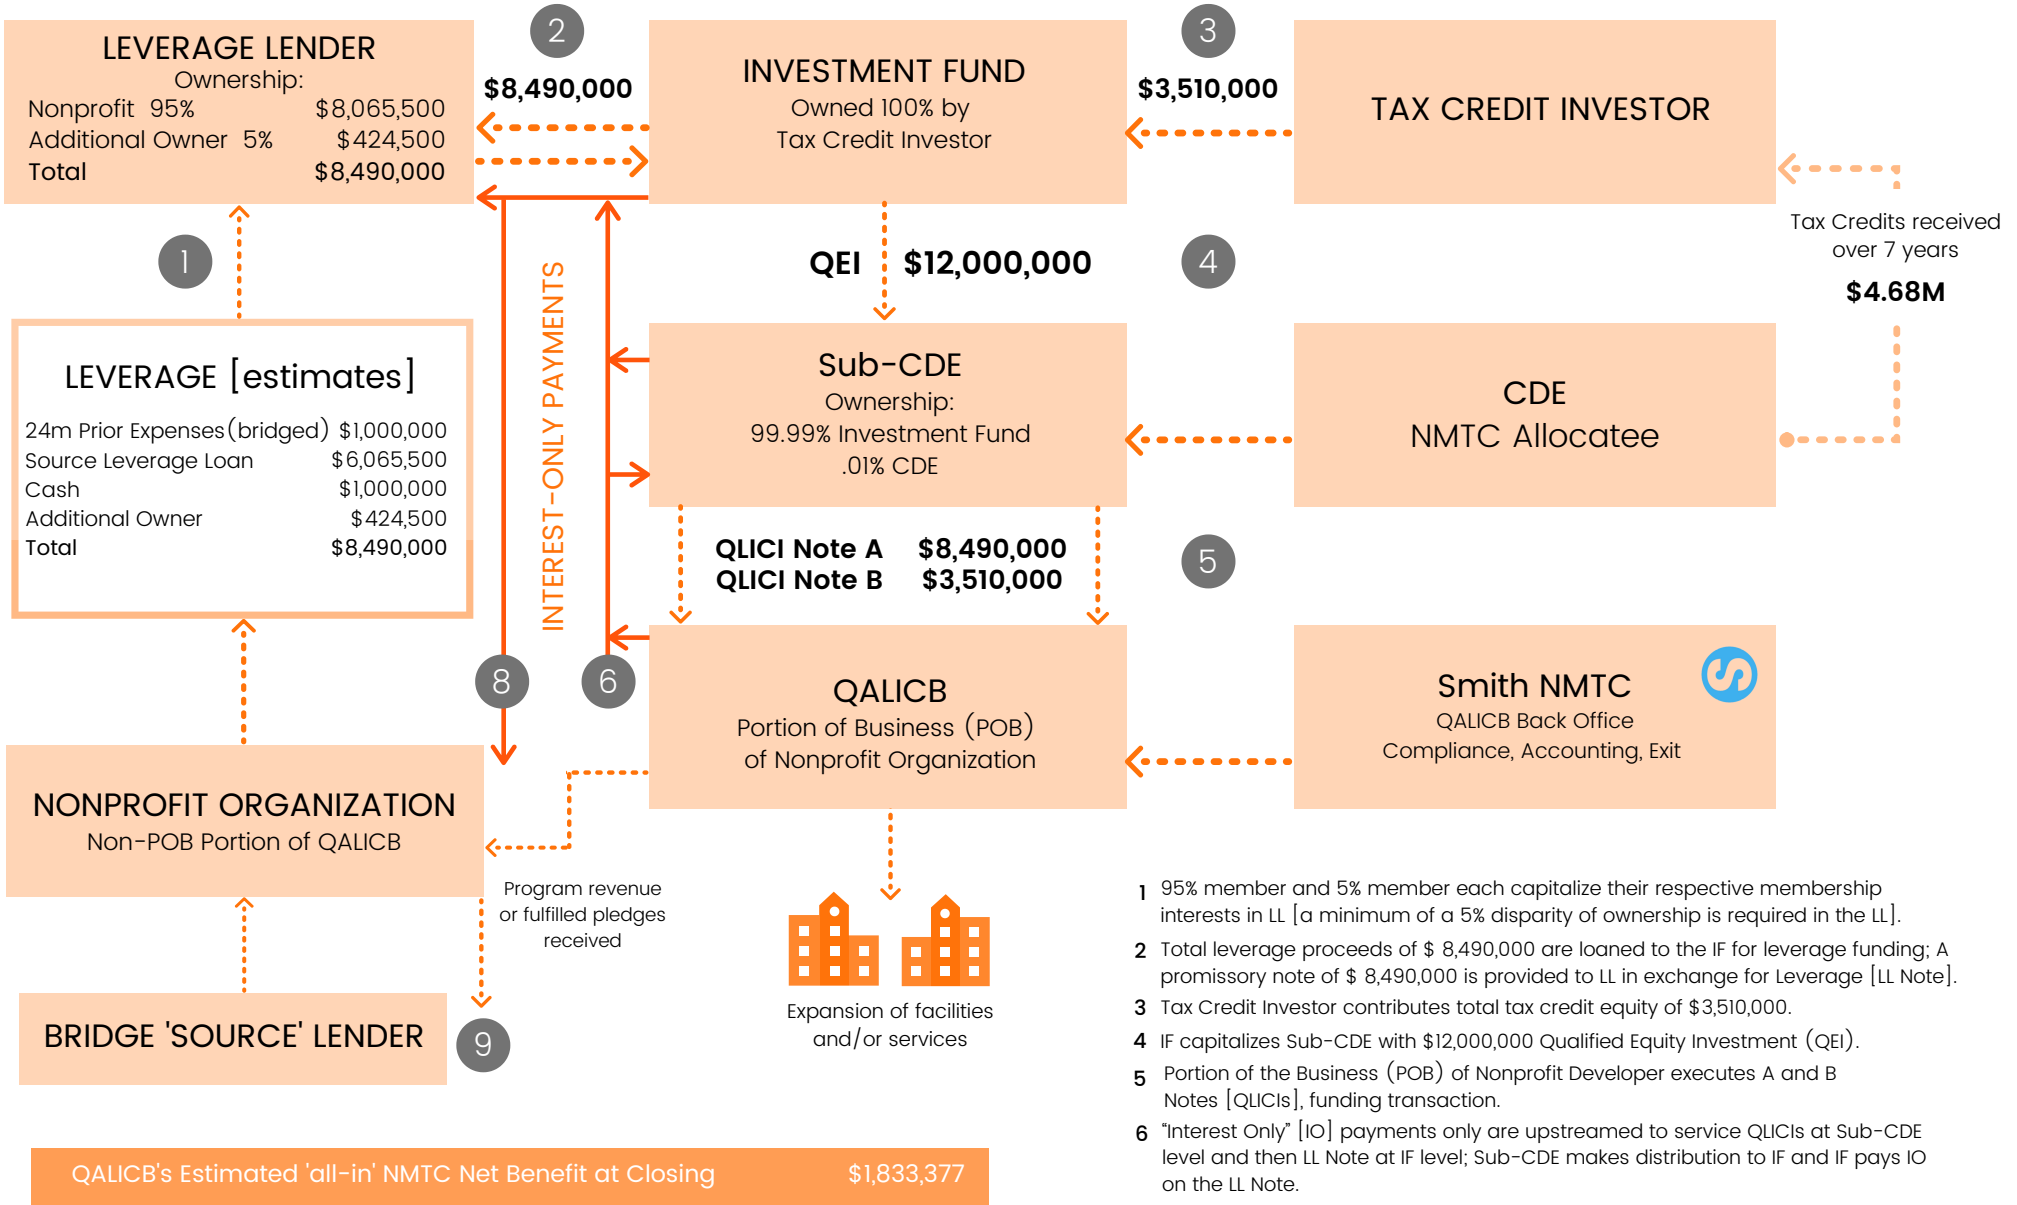 LEVERAGE LENDER
Ownership:
Nonprofit 95% $8,065,500
Additional Owner 5% $424,500
Total $8,490,000
2
$8,490,000
INVESTMENT FUND
Owned 100% by
Tax Credit Investor
3
$3,510,000
TAX CREDIT INVESTOR
Tax Credits received
over 7 years
$4.68M
1
QEI $12,000,000
4
LEVERAGE [estimates]
24m Prior Expenses(bridged) $1,000,000
Source Leverage Loan $6,065,500
Cash $1,000,000
Additional Owner $424,500
Total $8,490,000
INTEREST-ONLY PAYMENTS
Sub-CDE
Ownership:
99.99% Investment Fund
.01% CDE
CDE
NMTC Allocatee
QLICI Note A $8,490,000
QLICI Note B $3,510,000
5
8
6
QALICB
Portion of Business (POB)
of Nonprofit Organization
Smith NMTC
QALICB Back Office
Compliance, Accounting, Exit
NONPROFIT ORGANIZATION
Non-POB Portion of QALICB
Program revenue
or fulfilled pledges
received
BRIDGE 'SOURCE' LENDER
9
Expansion of facilities
and/or services
1 95% member and 5% member each capitalize their respective membership
interests in LL [a minimum of a 5% disparity of ownership is required in the LL].
2 Total leverage proceeds of $ 8,490,000 are loaned to the IF for leverage funding; A
promissory note of $ 8,490,000 is provided to LL in exchange for Leverage [LL Note].
3 Tax Credit Investor contributes total tax credit equity of $3,510,000.
4 IF capitalizes Sub-CDE with $12,000,000 Qualified Equity Investment (QEI).
5 Portion of the Business (POB) of Nonprofit Developer executes A and B
Notes [QLICIs], funding transaction.
6 “Interest Only” [IO] payments only are upstreamed to service QLICIs at Sub-CDE
level and then LL Note at IF level; Sub-CDE makes distribution to IF and IF pays IO
on the LL Note.
QALICB's Estimated 'all-in' NMTC Net Benefit at Closing $1,833,377